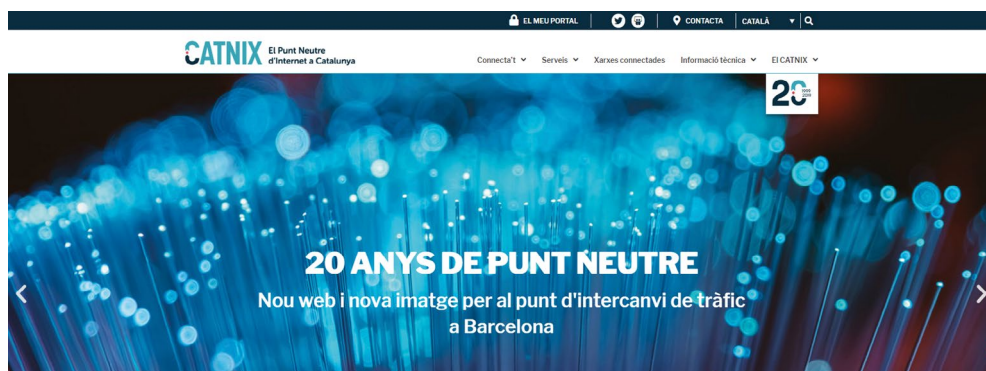 EL MEU PORTAL
CONTACTA
CATALÀ
CATNIX
El Punt Neutre
d'Internet a Catalunya
Connecta't
Serveis
Xarxes connectades
Informació tècnica
El CATNIX
20 1999
2019
20 ANYS DE PUNT NEUTRE
Nou web i nova imatge per al punt d'intercanvi de tràfic
a Barcelona